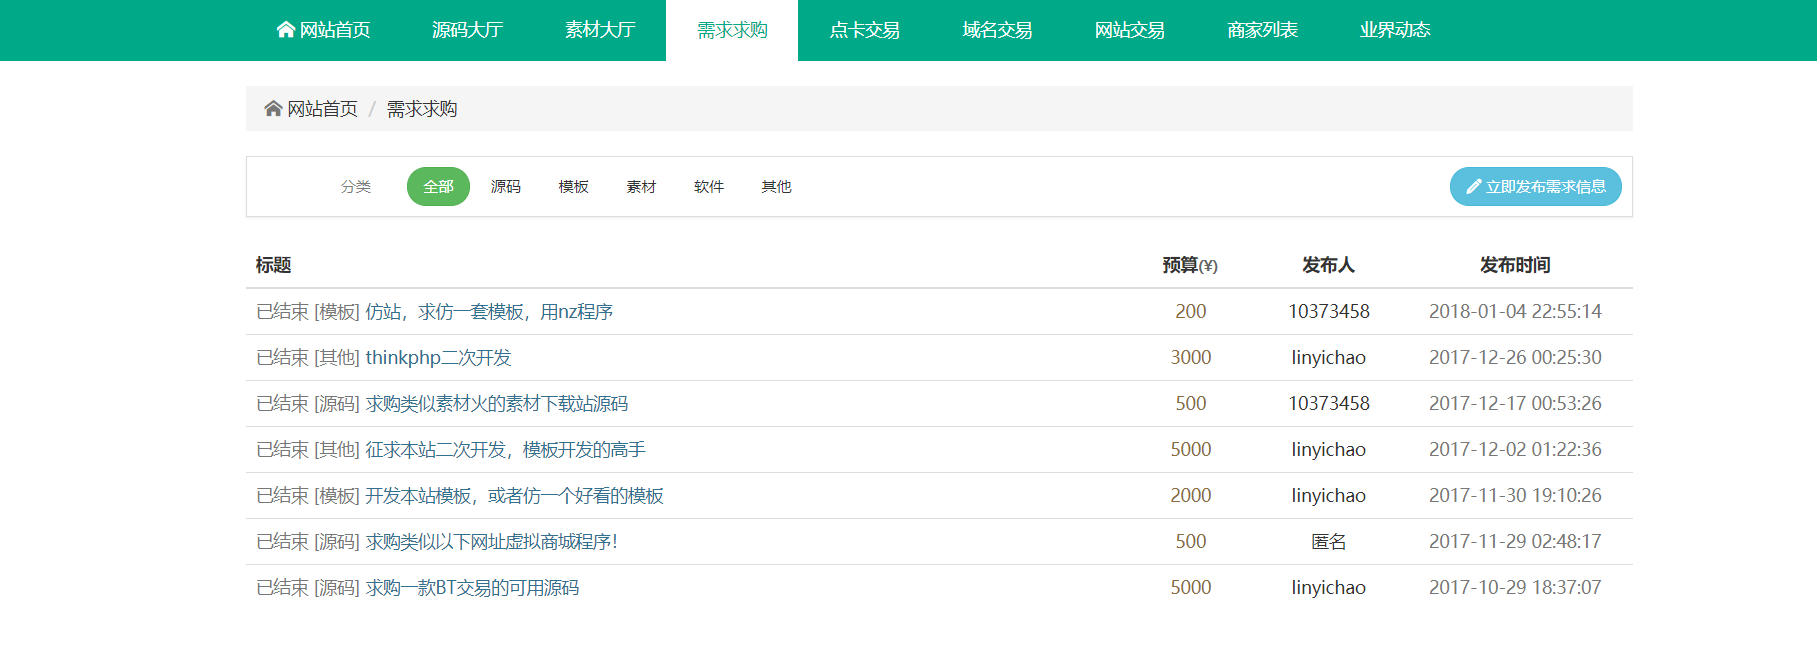 网站首页 源码大厅 素材大厅 需求求购 点卡交易 域名交易 网站交易 商家列表 业界动态
网站首页 / 需求求购
分类 全部 源码 模板 素材 软件 其他 立即发布需求信息
标题 预算(¥) 发布人 发布时间
已结束 [模板] 仿站，求仿一套模板，用nz程序 200 10373458 2018-01-04 22:55:14
已结束 [其他] thinkphp二次开发 3000 linyichao 2017-12-26 00:25:30
已结束 [源码] 求购类似素材火的素材下载站源码 500 10373458 2017-12-17 00:53:26
已结束 [其他] 征求本站二次开发，模板开发的高手 5000 linyichao 2017-12-02 01:22:36
已结束 [模板] 开发本站模板，或者仿一个好看的模板 2000 linyichao 2017-11-30 19:10:26
已结束 [源码] 求购类似以下网址虚拟商城程序！ 500 匿名 2017-11-29 02:48:17
已结束 [源码] 求购一款BT交易的可用源码 5000 linyichao 2017-10-29 18:37:07